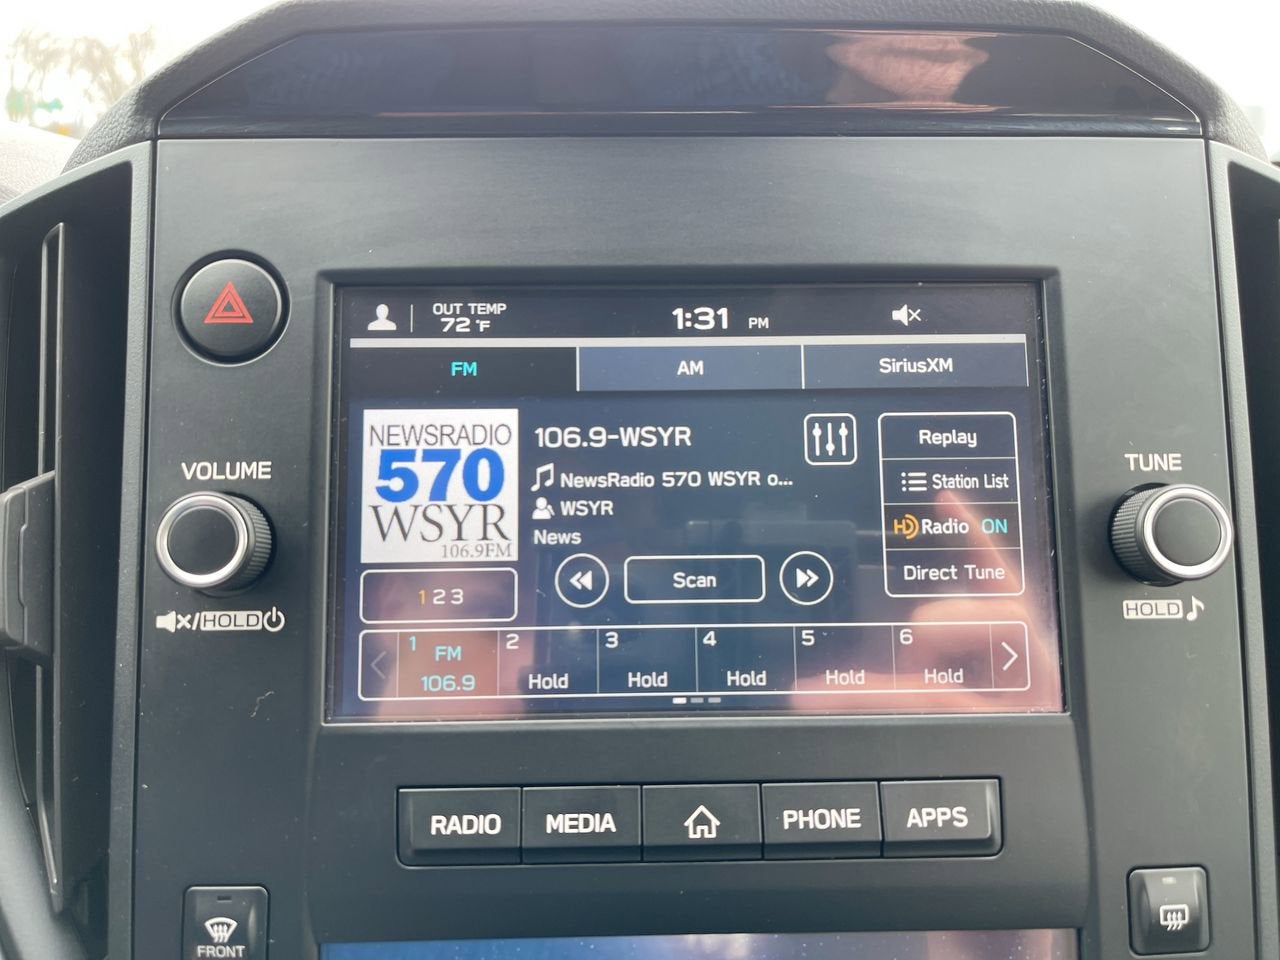 OUT TEMP
72 °F
1:31 PM
FM
AM
SiriusXM
NEWSRADIO
570
WSYR
106.9FM
106.9-WSYR
NewsRadio 570 WSYR o...
WSYR
News
Scan
Replay
Station List
HD Radio ON
Direct Tune
1 2 3
1 FM 106.9
2 Hold
3 Hold
4 Hold
5 Hold
6 Hold
VOLUME
/HOLD
TUNE
HOLD
RADIO
MEDIA
PHONE
APPS
FRONT